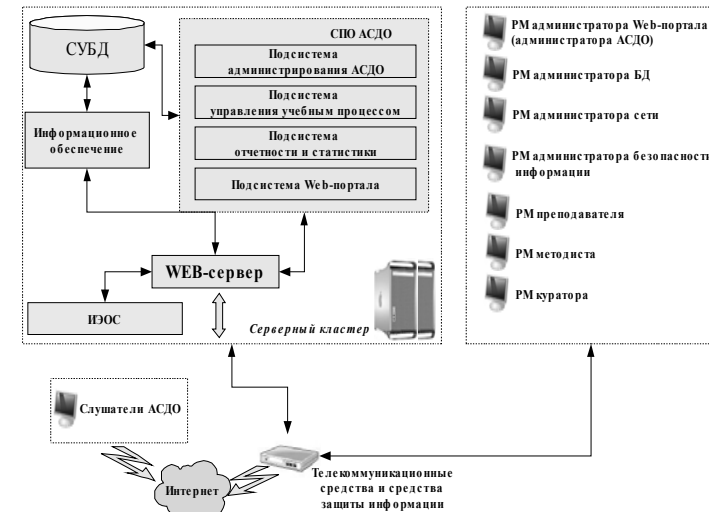 СУБД
Информационное
обеспечение
СПО АСДО
Подсистема
администрирования АСДО
Подсистема
управления учебным процессом
Подсистема
отчетности и статистики
Подсистема Web-портала
WEB-сервер
ИЭОС
Серверный кластер
РМ администратора Web-портала
(администратора АСДО)
РМ администратора БД
РМ администратора сети
РМ администратора безопасности
информации
РМ преподавателя
РМ методиста
РМ куратора
Слушатели АСДО
Интернет
Телекоммуникационные
средства и средства
защиты информации